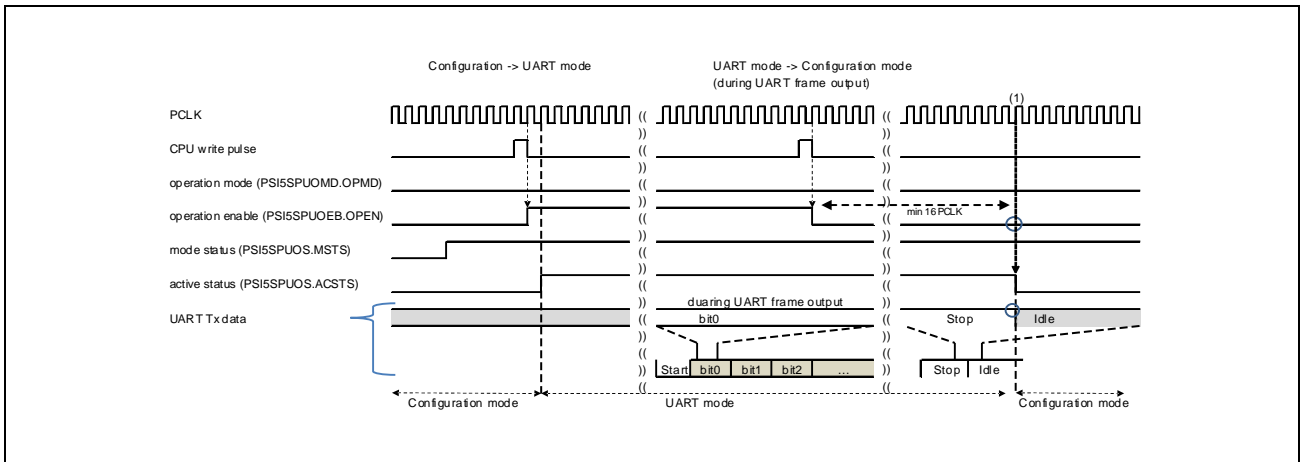 Configuration -> UART mode
UART mode -> Configuration mode
(during UART frame output)
(1)
PCLK
CPU write pulse
operation mode (PSI5SPUOMD.OPMD)
operation enable (PSI5SPUOEB.OPEN)
min 16 PCLK
mode status (PSI5SPUOS.MSTS)
active status (PSI5SPUOS.ACSTS)
duaring UART frame output
UART Tx data
bit0
Stop
Idle
Start bit0 bit1 bit2 ...
Stop Idle
Configuration mode
UART mode
Configuration mode